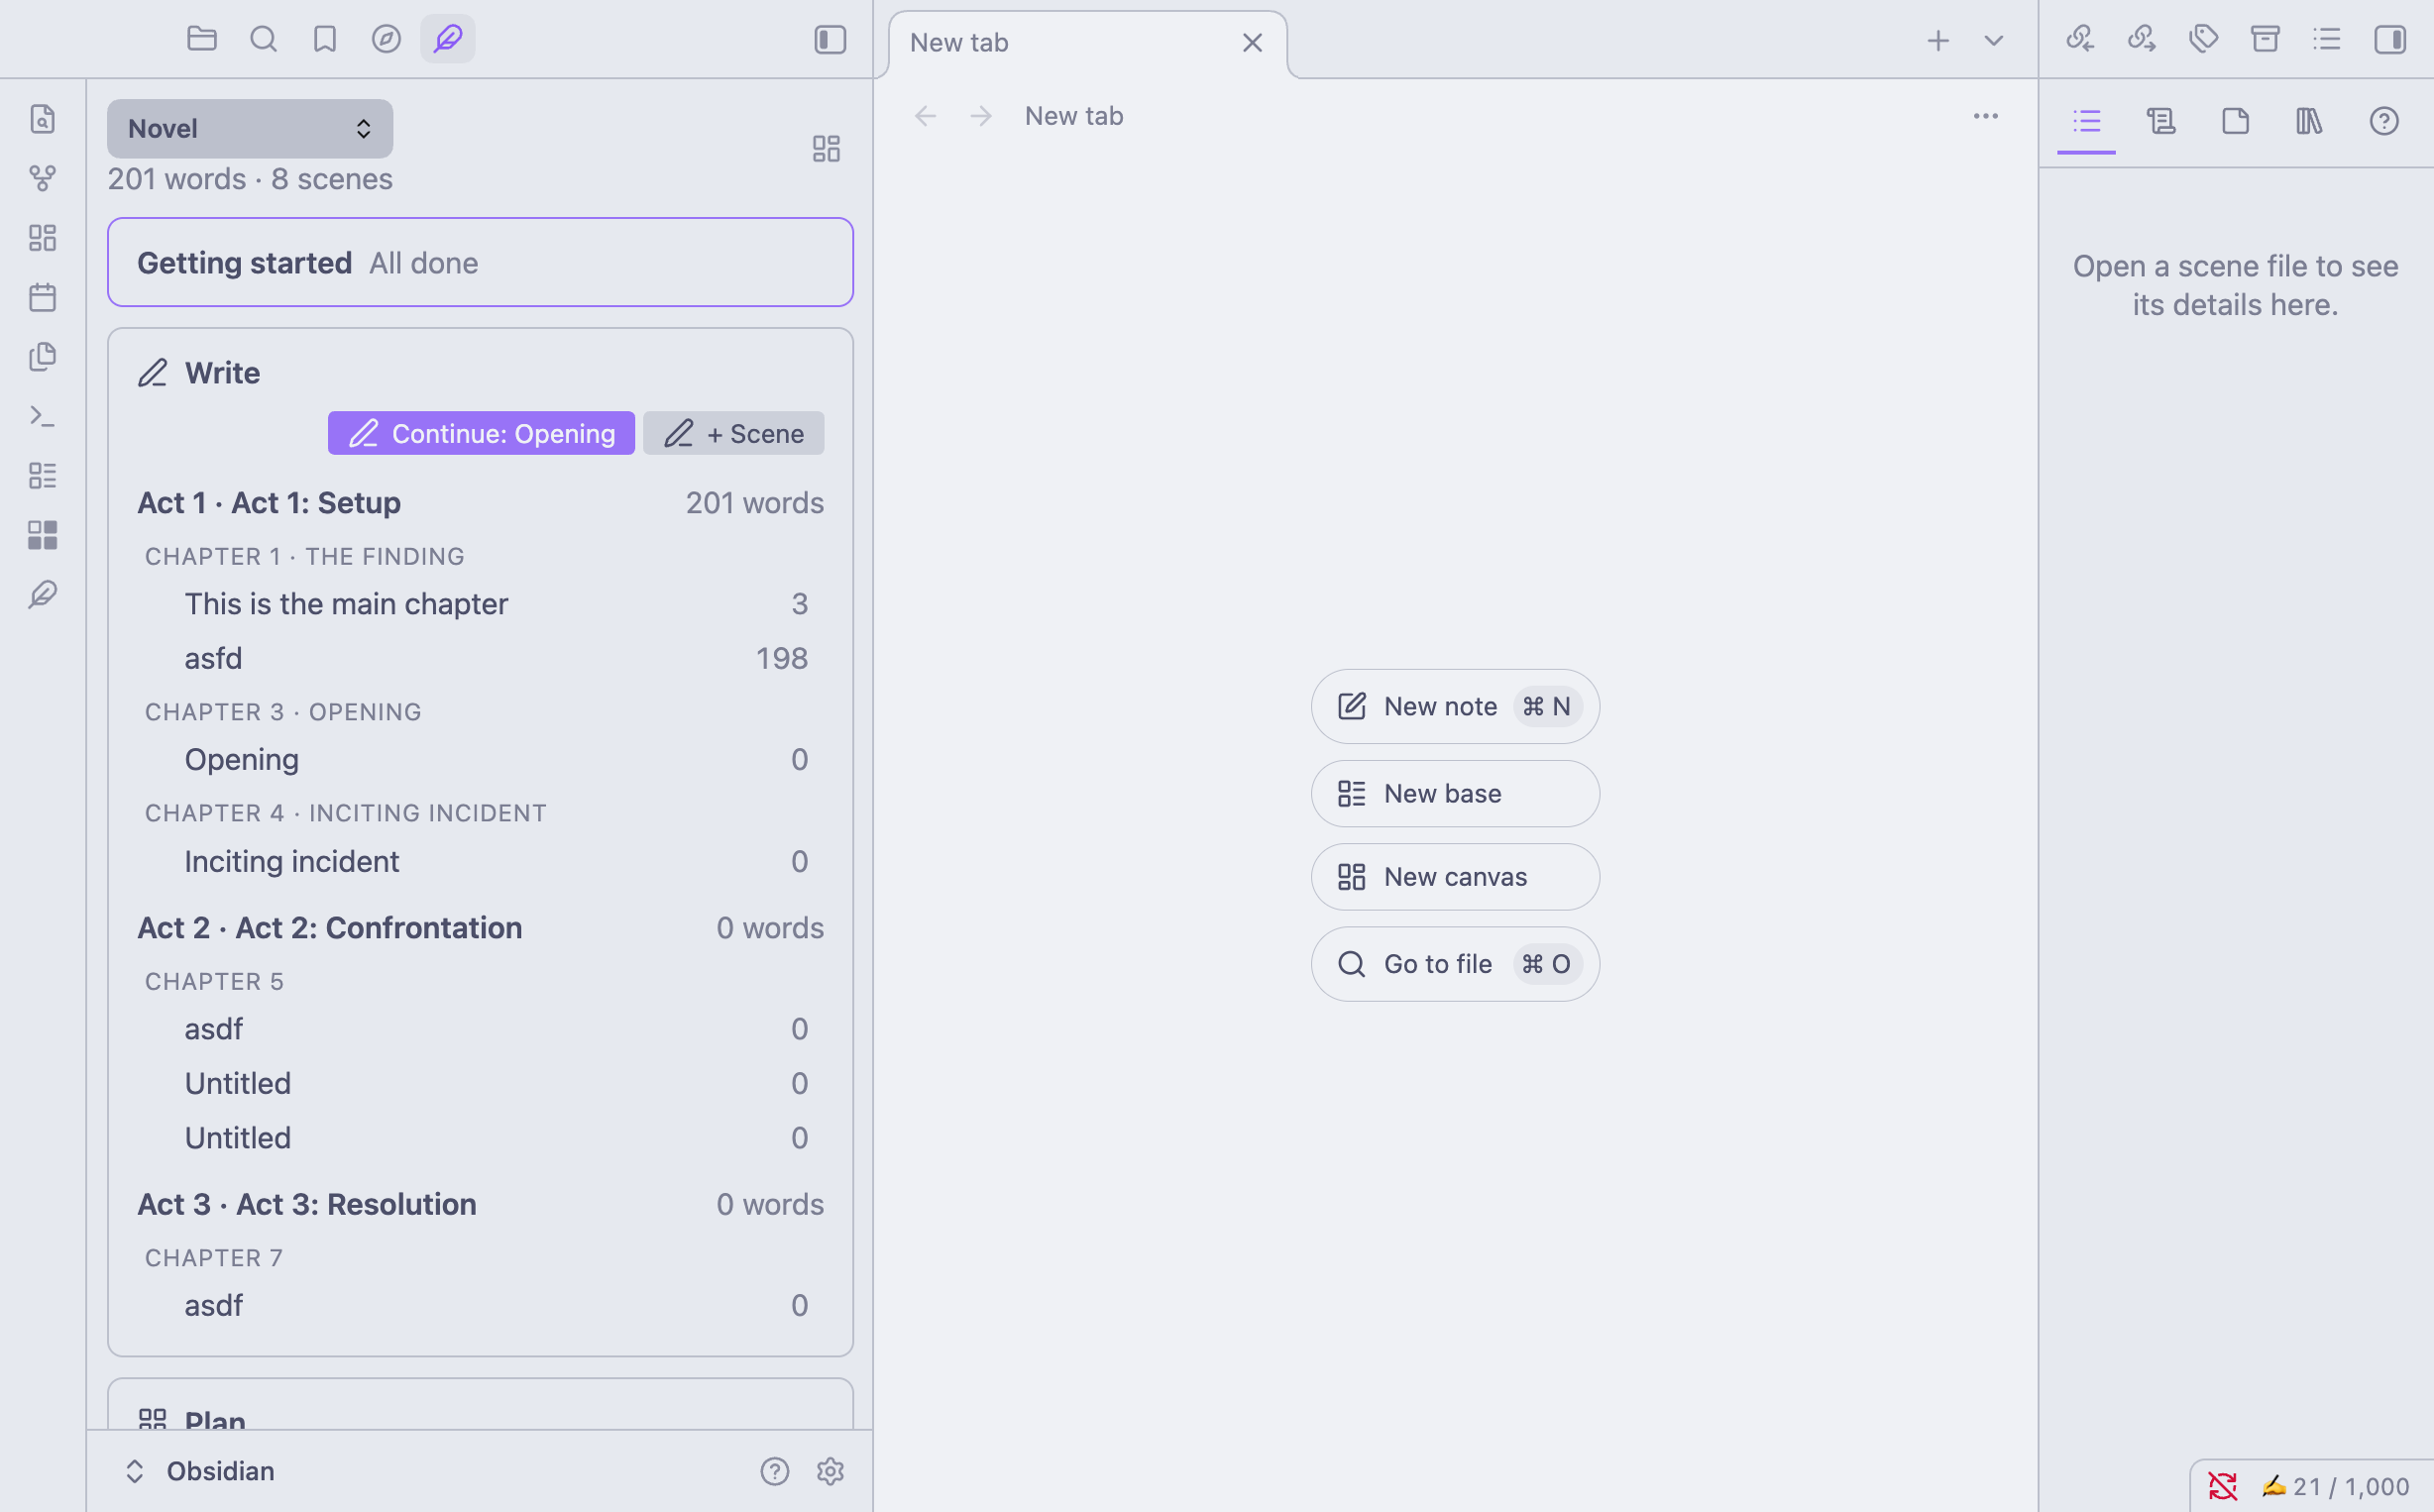 New tab
Novel
201 words · 8 scenes
Getting started All done
Write
Continue: Opening
+ Scene
Act 1 · Act 1: Setup 201 words
CHAPTER 1 · THE FINDING
This is the main chapter 3
asfd 198
CHAPTER 3 · OPENING
Opening 0
CHAPTER 4 · INCITING INCIDENT
Inciting incident 0
Act 2 · Act 2: Confrontation 0 words
CHAPTER 5
asdf 0
Untitled 0
Untitled 0
Act 3 · Act 3: Resolution 0 words
CHAPTER 7
asdf 0
Plan
Obsidian
New tab
New note ⌘ N
New base
New canvas
Go to file ⌘ O
Open a scene file to see
its details here.
✍️ 21 / 1,000